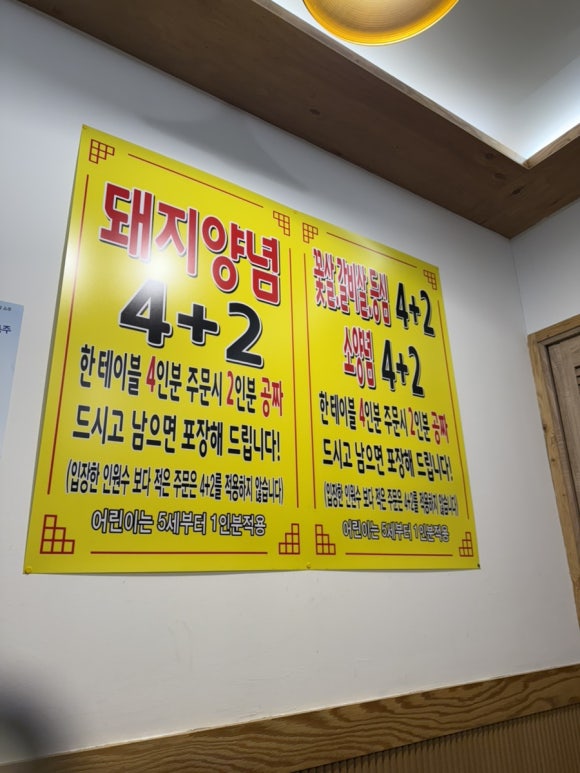 돼지양념
4+2
한 테이블 4인분 주문시 2인분 공짜
드시고 남으면 포장해 드립니다!
(입장한 인원수 보다 적은 주문은 4+2를 적용하지 않습니다)
어린이는 5세부터 1인분적용
꽃살.갈비살.등심 4+2
소양념 4+2
한 테이블 4인분 주문시 2인분 공짜
드시고 남으면 포장해 드립니다!
(입장한 인원수 보다 적은 주문은 4+2를 적용하지 않습니다)
어린이는 5세부터 1인분적용